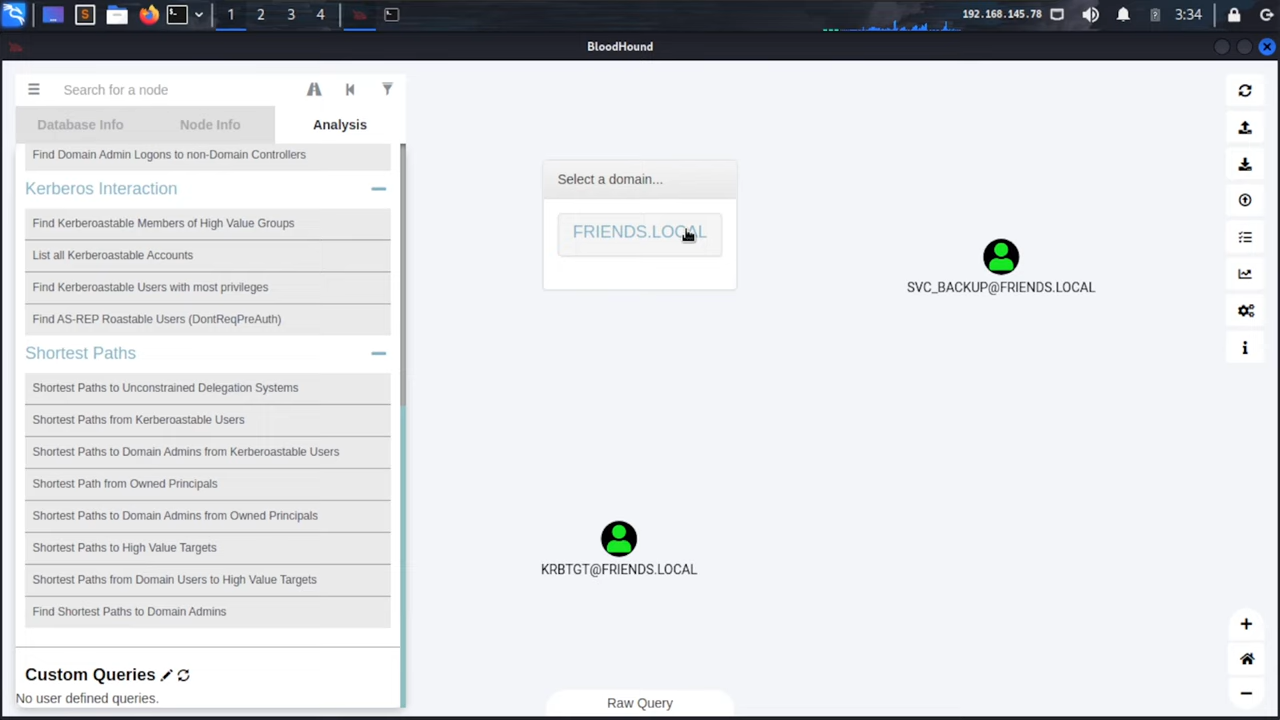 1 2 3 4 192.168.145.78 3:34
BloodHound
Search for a node
Database Info Node Info Analysis
Find Domain Admin Logons to non-Domain Controllers
Kerberos Interaction
Find Kerberoastable Members of High Value Groups
List all Kerberoastable Accounts
Find Kerberoastable Users with most privileges
Find AS-REP Roastable Users (DontReqPreAuth)
Shortest Paths
Shortest Paths to Unconstrained Delegation Systems
Shortest Paths from Kerberoastable Users
Shortest Paths to Domain Admins from Kerberoastable Users
Shortest Path from Owned Principals
Shortest Paths to Domain Admins from Owned Principals
Shortest Paths to High Value Targets
Shortest Paths from Domain Users to High Value Targets
Find Shortest Paths to Domain Admins
Custom Queries
No user defined queries.
Select a domain...
FRIENDS.LOCAL
SVC_BACKUP@FRIENDS.LOCAL
KRBTGT@FRIENDS.LOCAL
Raw Query